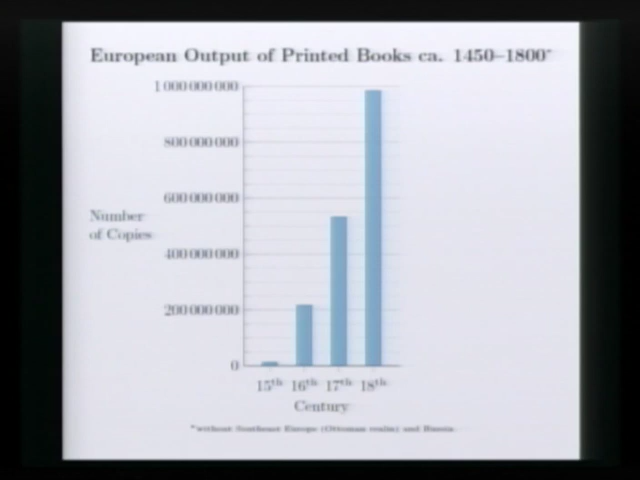 European Output of Printed Books ca. 1450–1800*
1 000 000 000
800 000 000
600 000 000
Number
of Copies
400 000 000
200 000 000
0
15th 16th 17th 18th
Century
*without Southeast Europe (Ottoman realm) and Russia